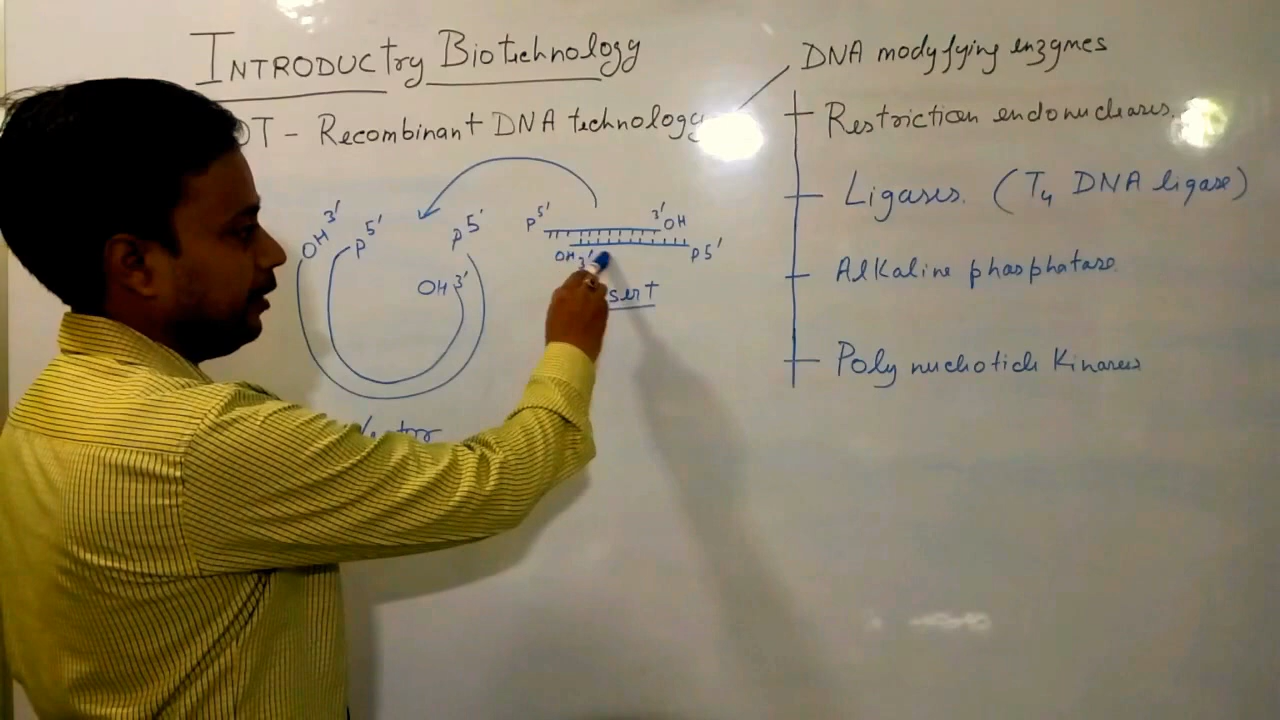 INTRODUCTry Biotechnology
DT - Recombinant DNA technology
OH 3'
P 5'
P 5'
OH 3'
P 5'
3' OH
OH 3'
P 5'
sert
DNA modyfying enzymes
Restriction endonucleases.
Ligases. (T4 DNA ligase)
Alkaline phosphatase.
Poly nucleotide Kinases